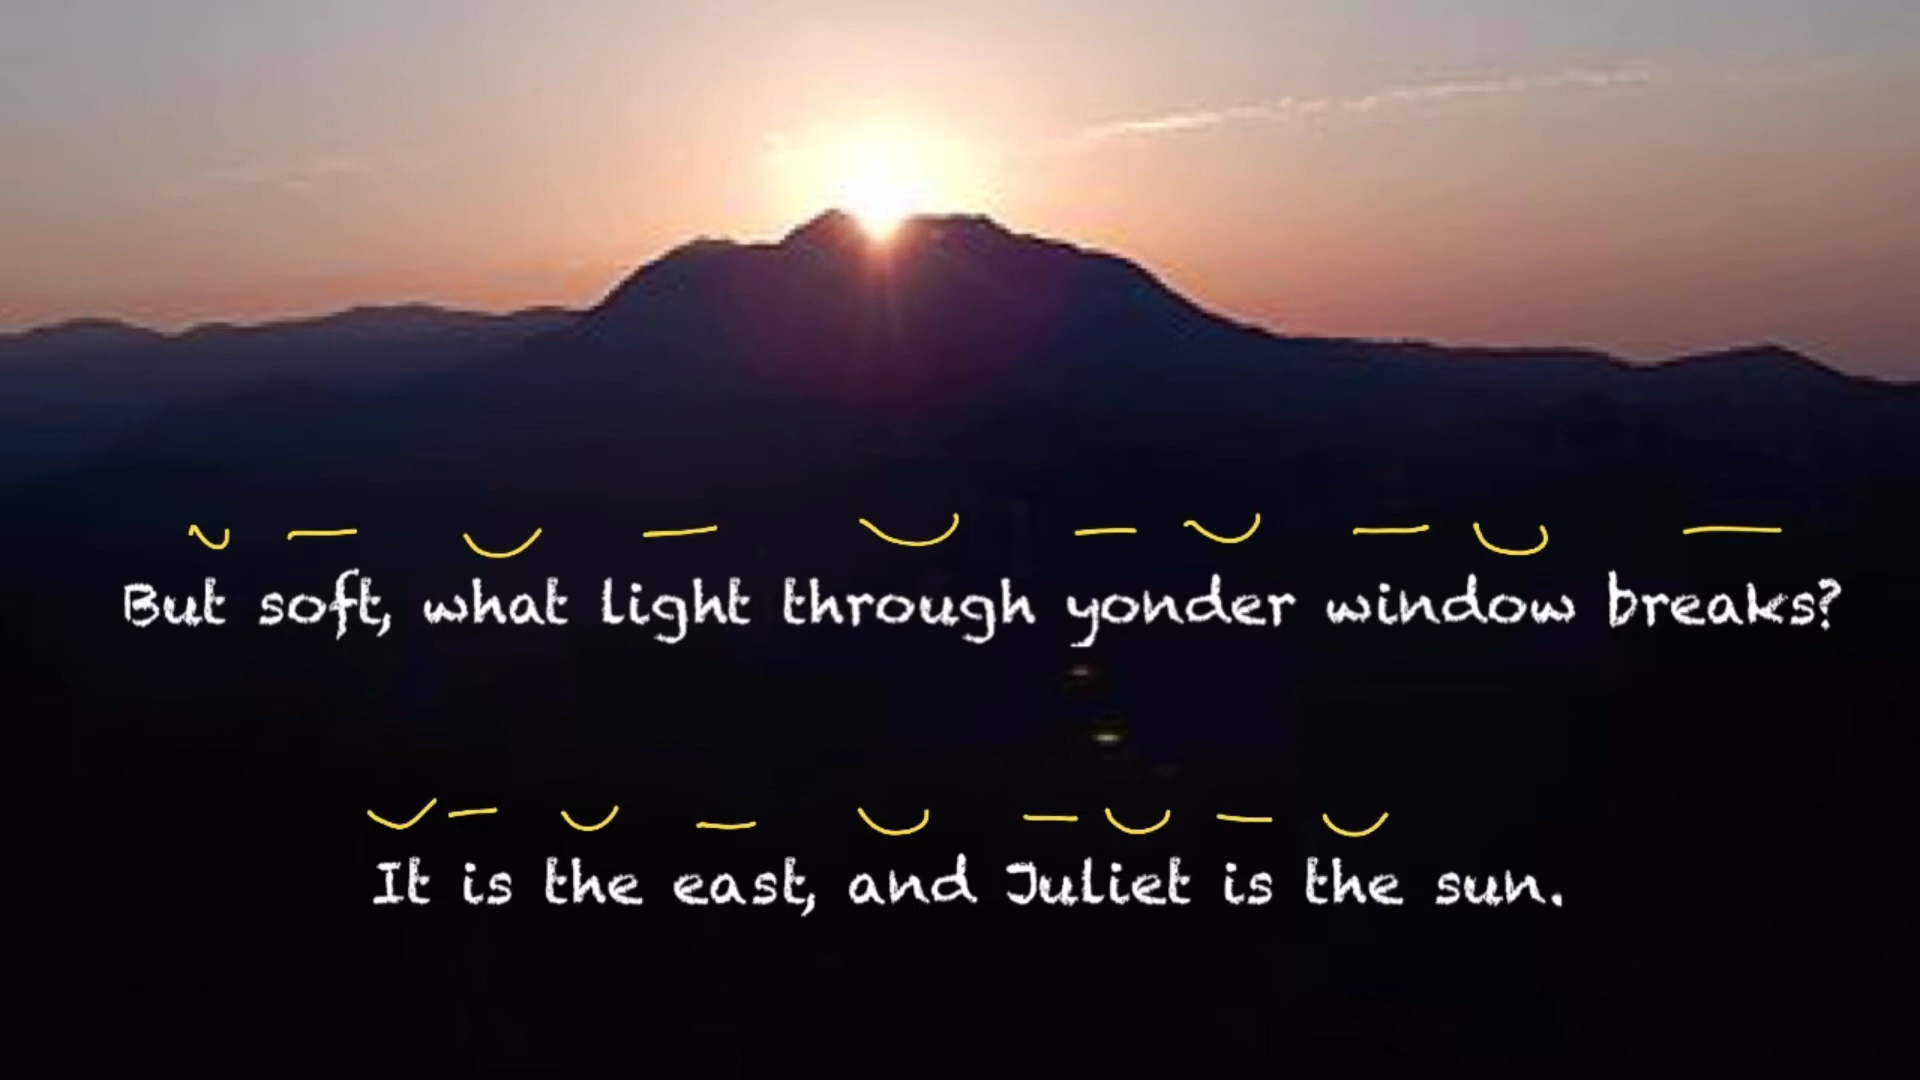 But soft, what light through yonder window breaks?
It is the east, and Juliet is the sun.